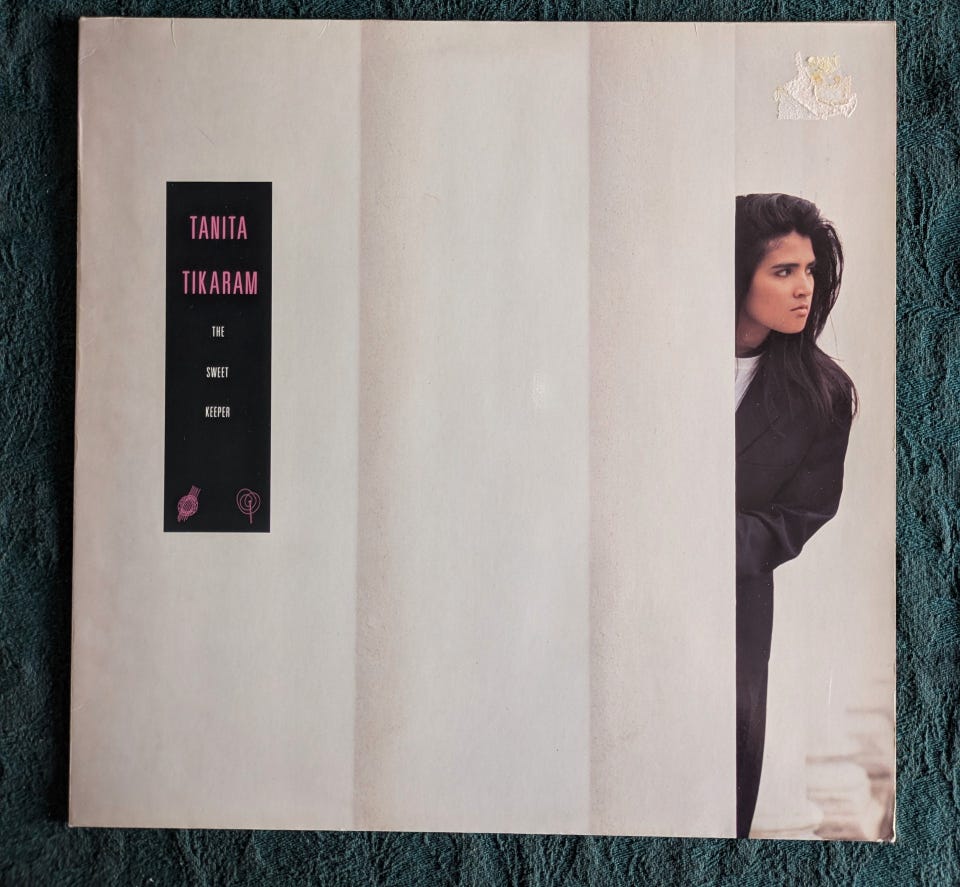 TANITA
TIKARAM
THE
SWEET
KEEPER